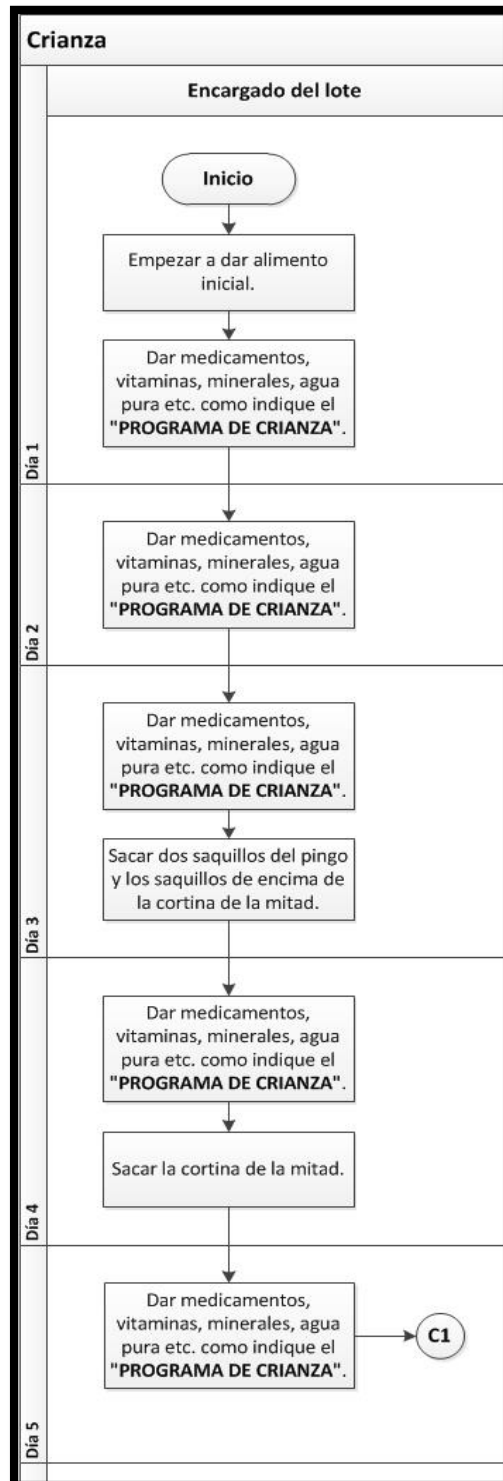 Crianza
Encargado del lote
Inicio
Empezar a dar alimento
inicial.
Dar medicamentos,
vitaminas, minerales, agua
pura etc. como indique el
"PROGRAMA DE CRIANZA".
Día 1
Dar medicamentos,
vitaminas, minerales, agua
pura etc. como indique el
"PROGRAMA DE CRIANZA".
Día 2
Dar medicamentos,
vitaminas, minerales, agua
pura etc. como indique el
"PROGRAMA DE CRIANZA".
Sacar dos saquillos del pingo
y los saquillos de encima de
la cortina de la mitad.
Día 3
Dar medicamentos,
vitaminas, minerales, agua
pura etc. como indique el
"PROGRAMA DE CRIANZA".
Sacar la cortina de la mitad.
Día 4
Dar medicamentos,
vitaminas, minerales, agua
pura etc. como indique el
"PROGRAMA DE CRIANZA".
C1
Día 5